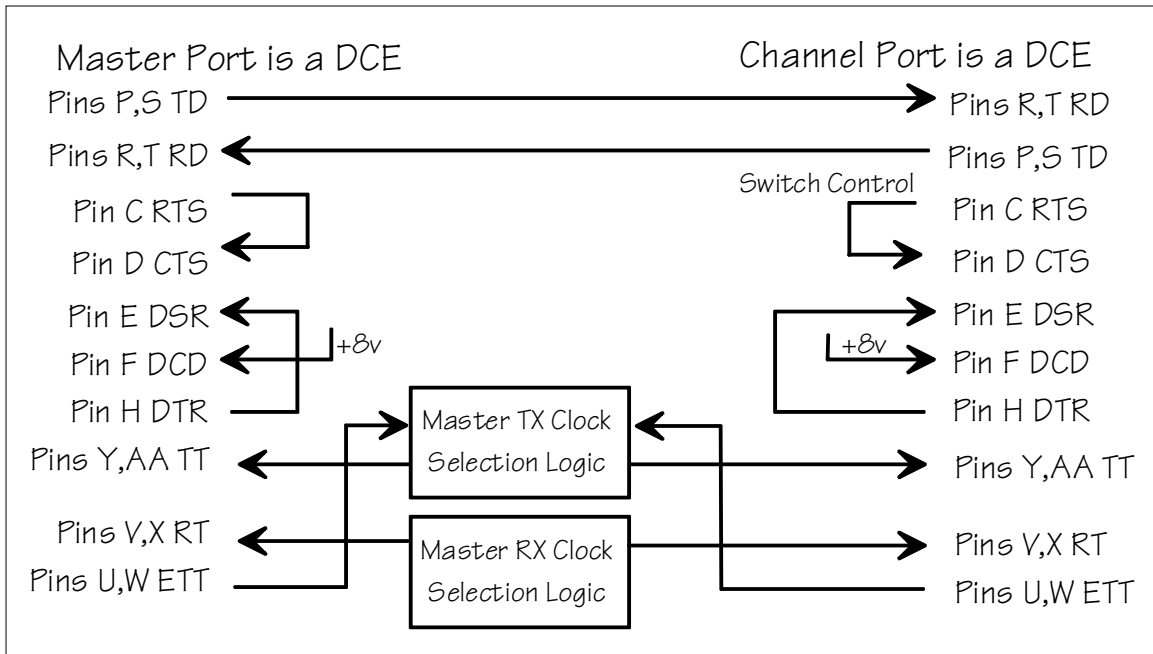 Master Port is a DCE
Pins P,S TD
Pins R,T RD
Pin C RTS
Pin D CTS
Pin E DSR
+8v
Pin F DCD
Pin H DTR
Pins Y,AA TT
Pins V,X RT
Pins U,W ETT
Master TX Clock
Selection Logic
Master RX Clock
Selection Logic
Channel Port is a DCE
Pins R,T RD
Pins P,S TD
Switch Control
Pin C RTS
Pin D CTS
Pin E DSR
+8v
Pin F DCD
Pin H DTR
Pins Y,AA TT
Pins V,X RT
Pins U,W ETT